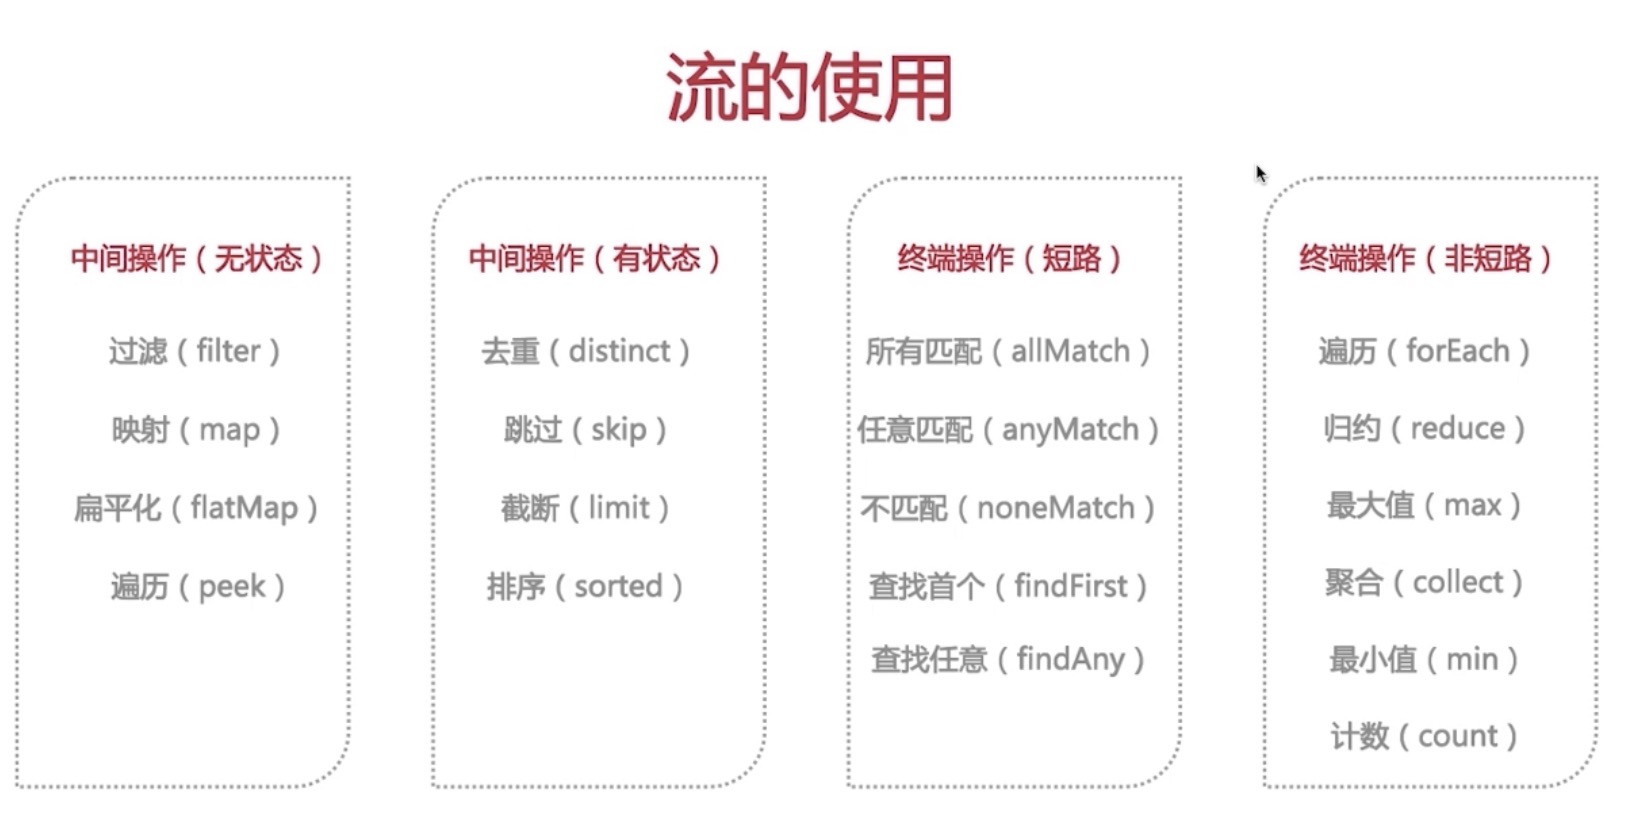 流的使用
中间操作（无状态）
过滤（filter）
映射（map）
扁平化（flatMap）
遍历（peek）
中间操作（有状态）
去重（distinct）
跳过（skip）
截断（limit）
排序（sorted）
终端操作（短路）
所有匹配（allMatch）
任意匹配（anyMatch）
不匹配（noneMatch）
查找首个（findFirst）
查找任意（findAny）
终端操作（非短路）
遍历（forEach）
归约（reduce）
最大值（max）
聚合（collect）
最小值（min）
计数（count）